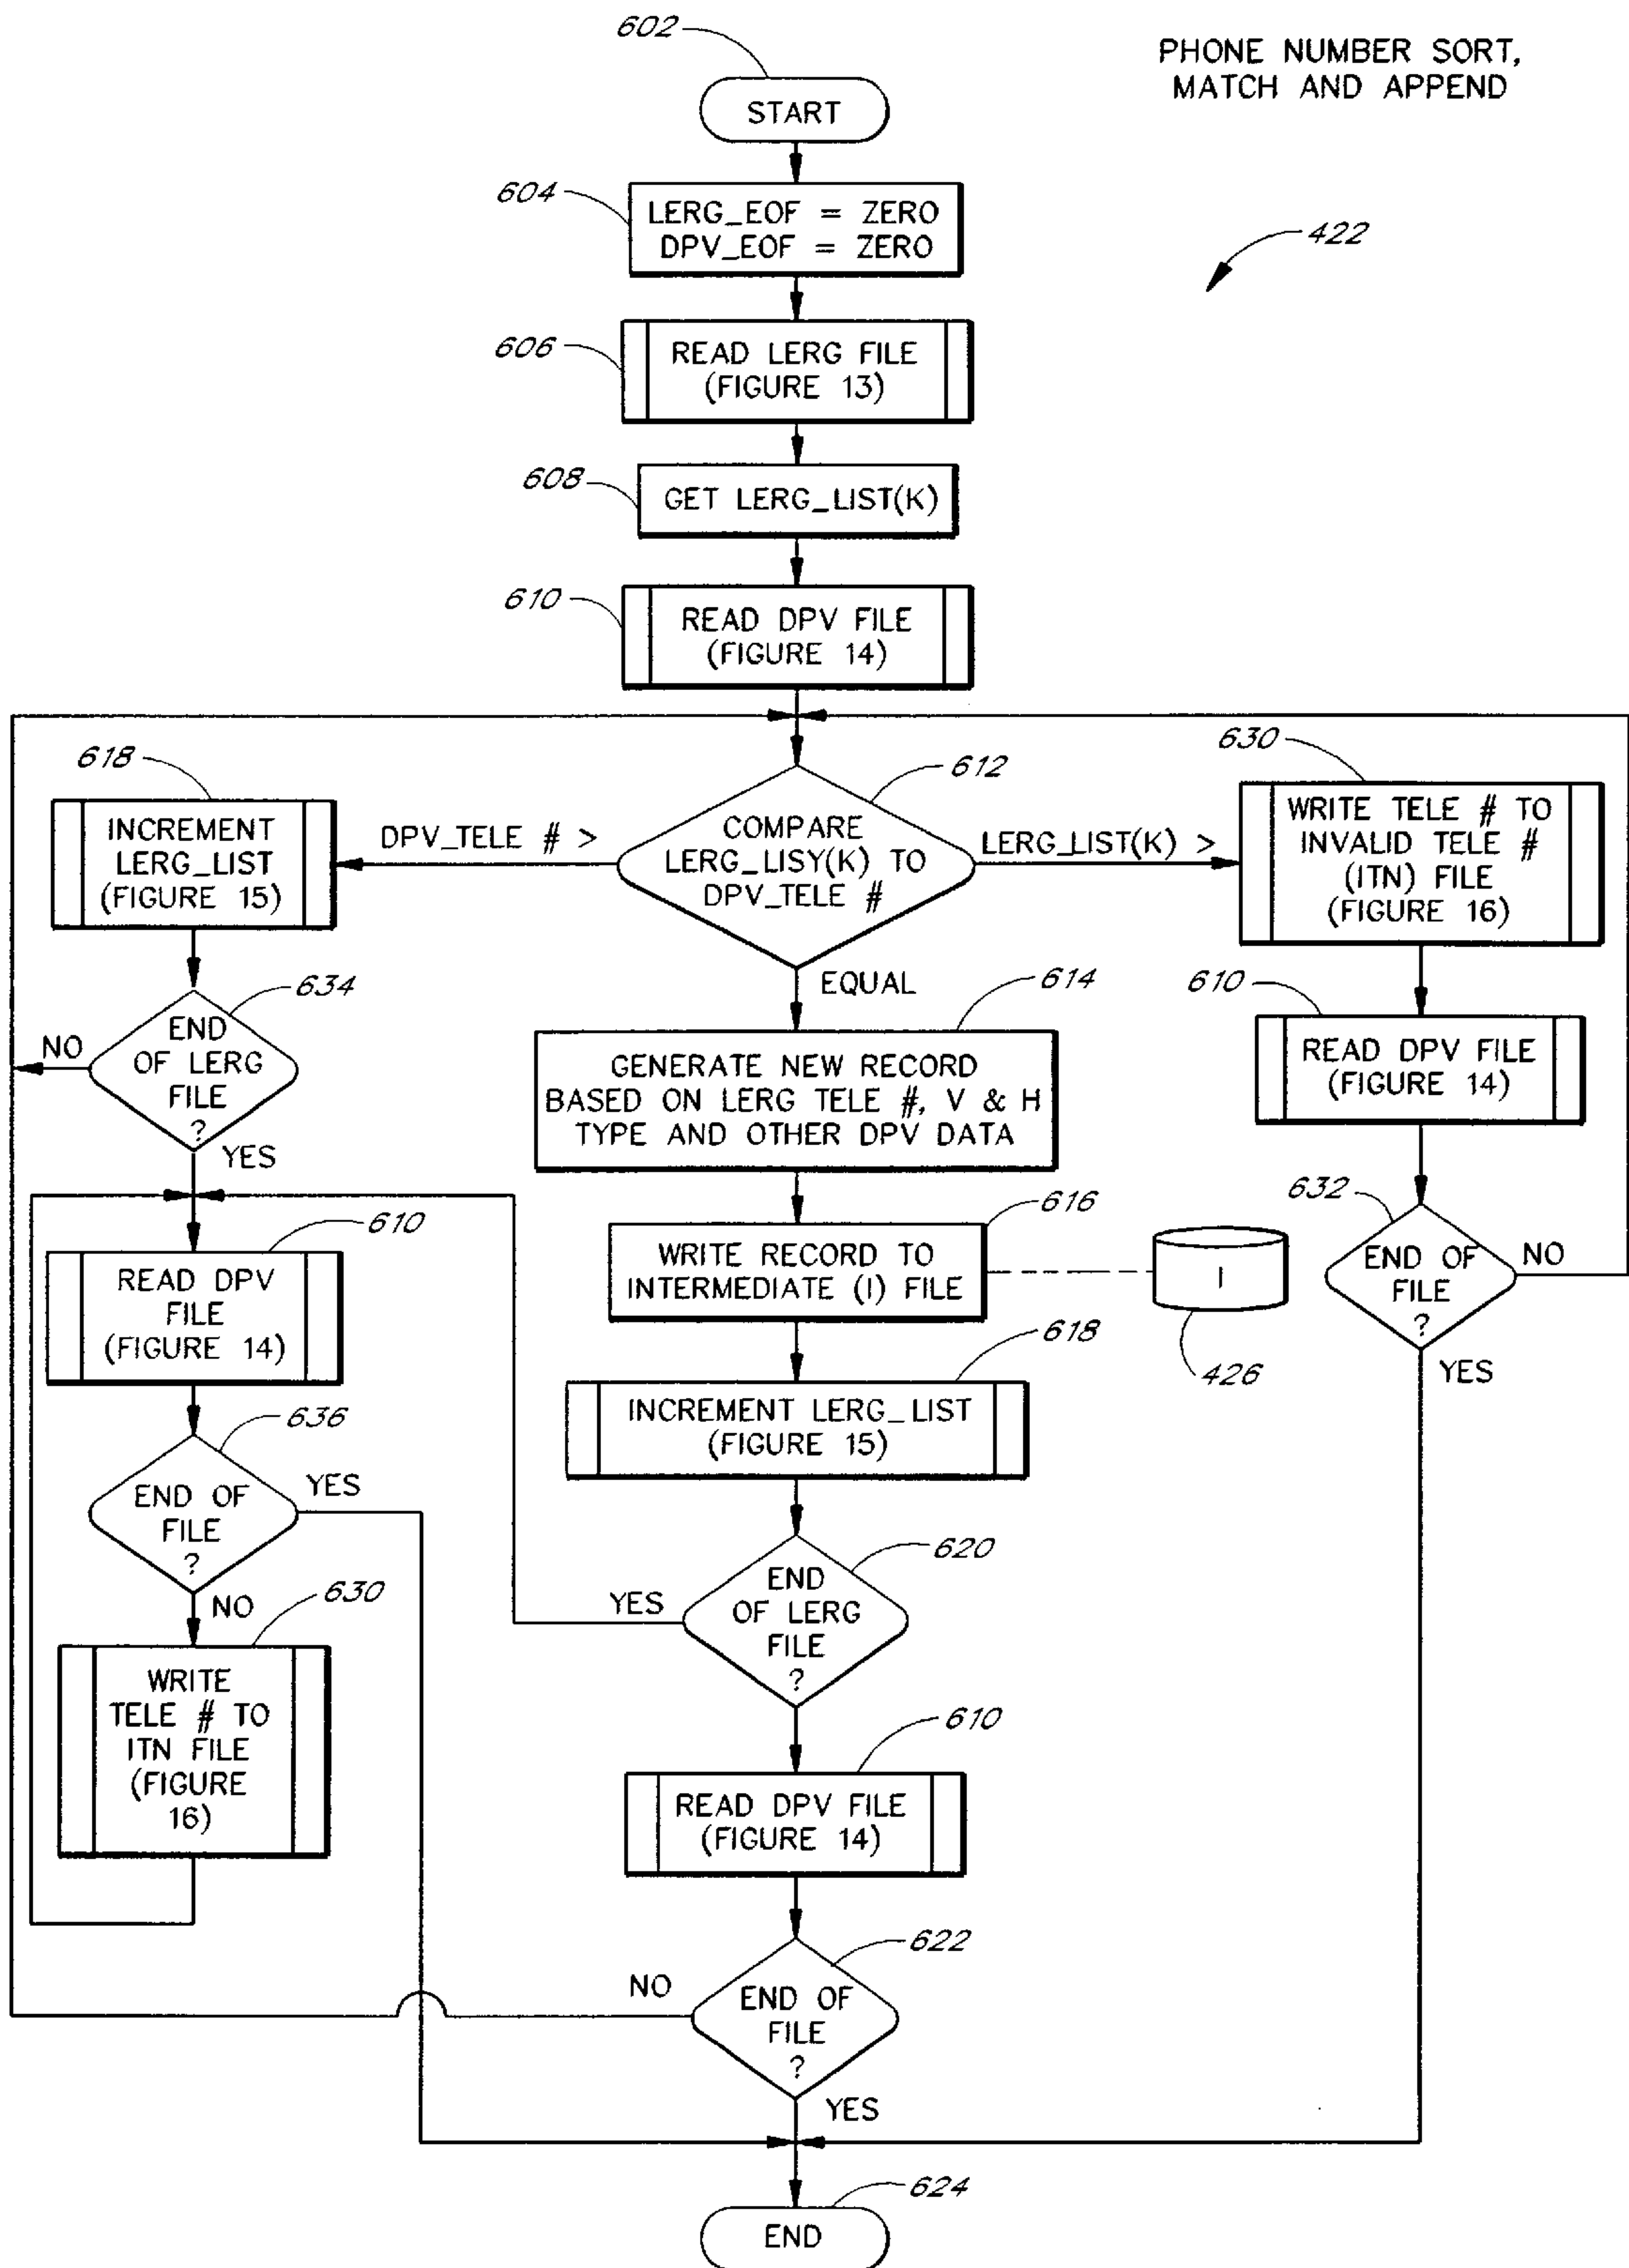 602
PHONE NUMBER SORT,
MATCH AND APPEND
START
604
LERG_EOF = ZERO
DPV_EOF = ZERO
422
606
READ LERG FILE
(FIGURE 13)
608
GET LERG_LIST(K)
610
READ DPV FILE
(FIGURE 14)
618
INCREMENT
LERG_LIST
(FIGURE 15)
DPV_TELE # >
612
COMPARE
LERG_LISY(K) TO
DPV_TELE #
LERG_LIST(K) >
630
WRITE TELE # TO
INVALID TELE #
(ITN) FILE
(FIGURE 16)
EQUAL
634
END
OF LERG
FILE
?
NO
YES
614
GENERATE NEW RECORD
BASED ON LERG TELE #, V & H
TYPE AND OTHER DPV DATA
610
READ DPV FILE
(FIGURE 14)
610
READ DPV
FILE
(FIGURE 14)
616
WRITE RECORD TO
INTERMEDIATE (I) FILE
I
426
632
END OF
FILE
?
NO
YES
618
INCREMENT LERG_LIST
(FIGURE 15)
636
END OF
FILE
?
YES
NO
620
END
OF LERG
FILE
?
YES
630
WRITE
TELE # TO
ITN FILE
(FIGURE
16)
610
READ DPV FILE
(FIGURE 14)
622
END OF
FILE
?
NO
YES
624
END